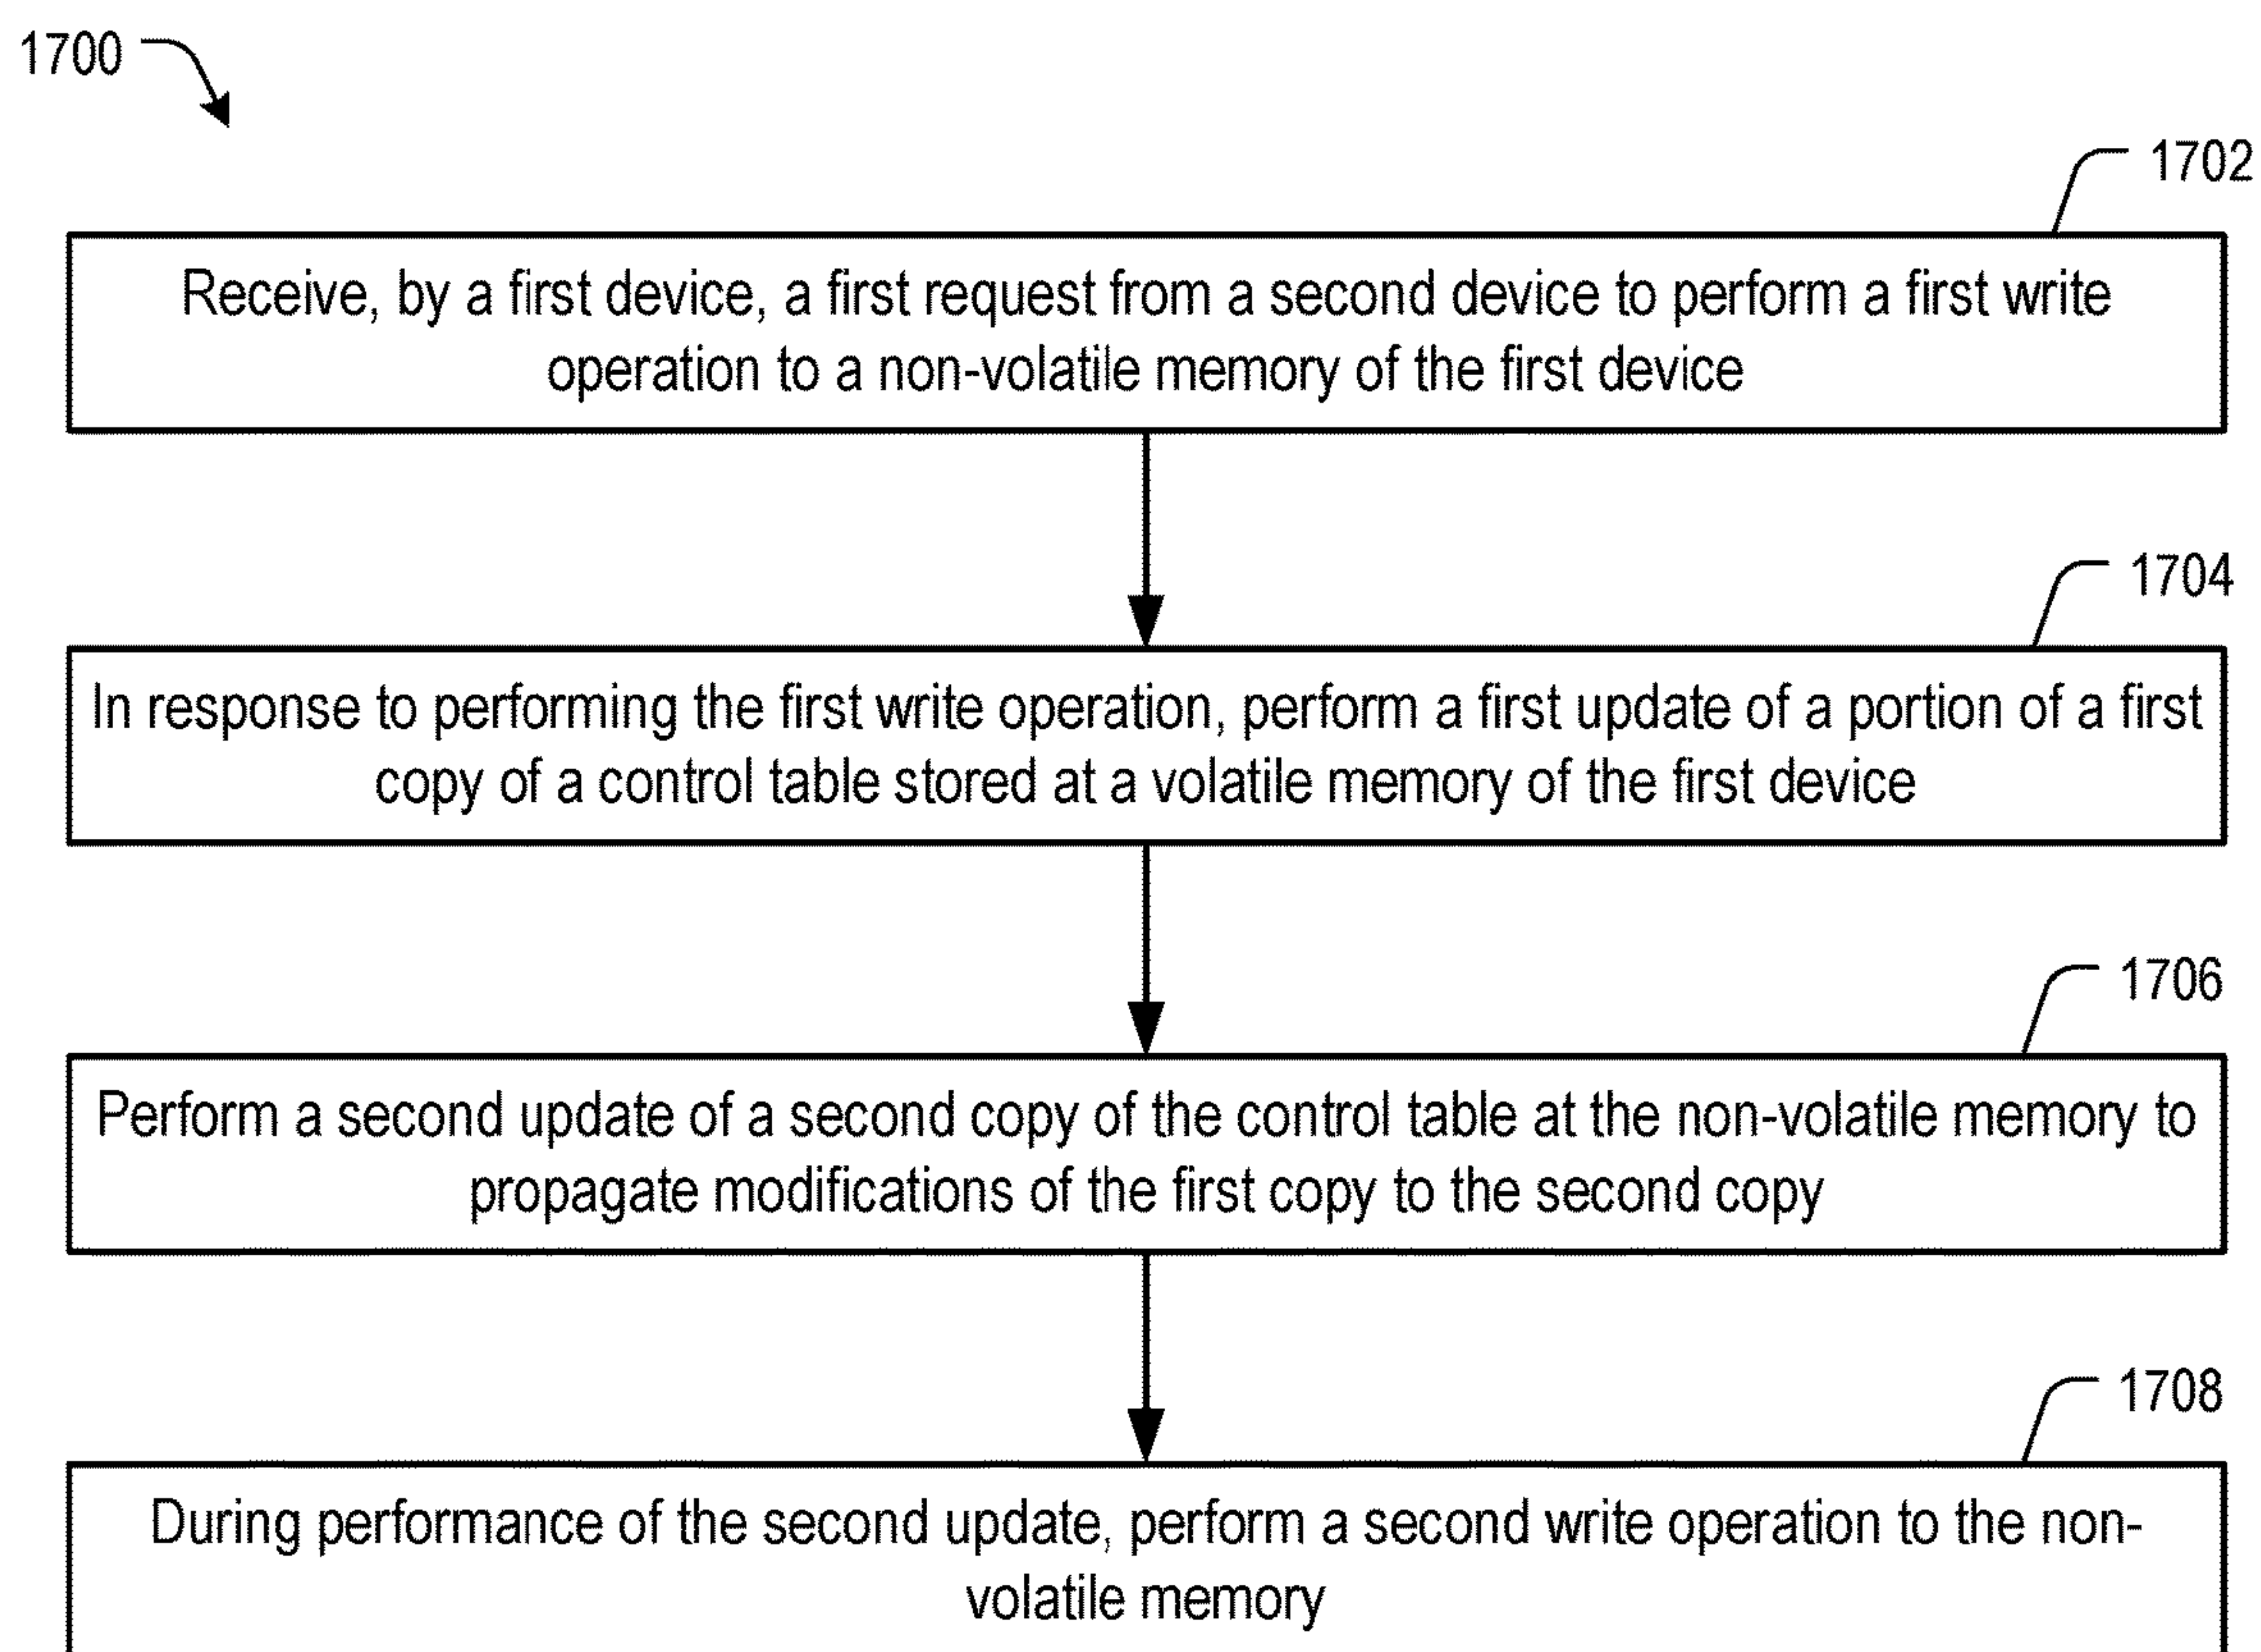 1700
1702
Receive, by a first device, a first request from a second device to perform a first write
operation to a non-volatile memory of the first device
1704
In response to performing the first write operation, perform a first update of a portion of a first
copy of a control table stored at a volatile memory of the first device
1706
Perform a second update of a second copy of the control table at the non-volatile memory to
propagate modifications of the first copy to the second copy
1708
During performance of the second update, perform a second write operation to the non-
volatile memory